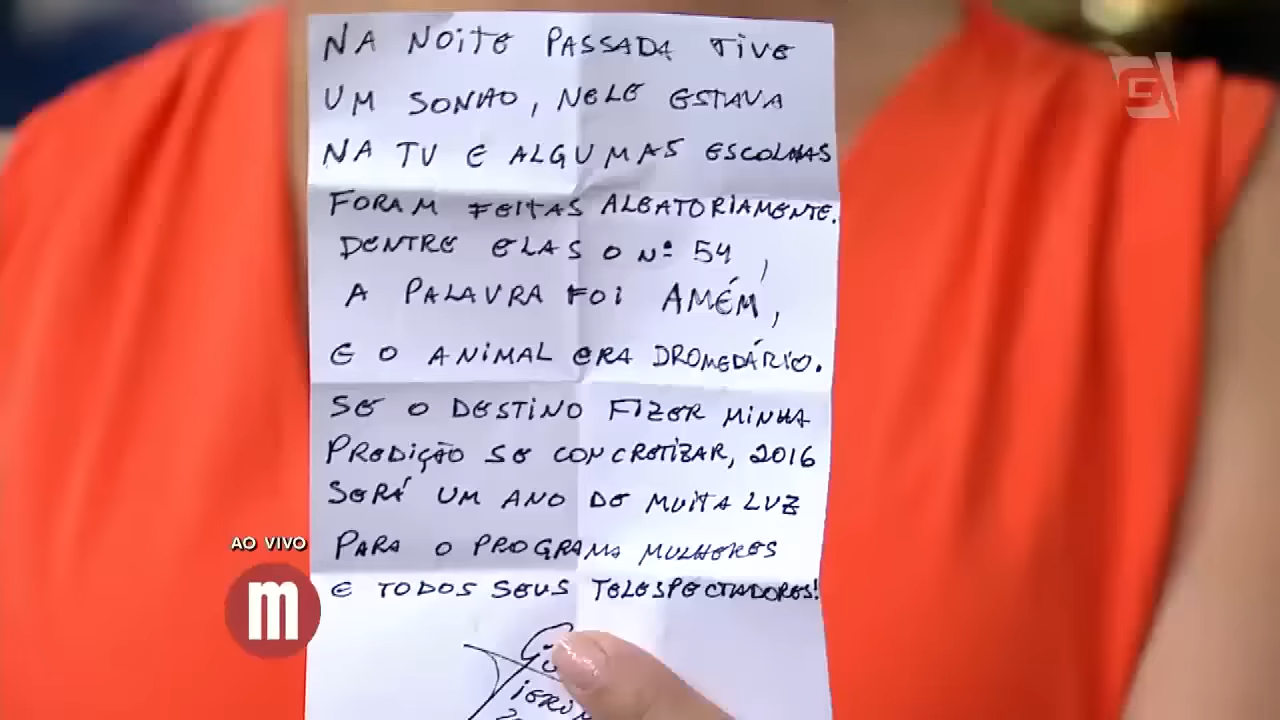 NA NOITE PASSADA TIVE
UM SONHO, NELE ESTAVA
NA TV E ALGUMAS ESCOLHAS
FORAM FEITAS ALEATORIAMENTE.
DENTRE ELAS O Nº 54,
A PALAVRA FOI AMÉM,
E O ANIMAL ERA DROMEDÁRIO.
SE O DESTINO FIZER MINHA
PREDIÇÃO SE CONCRETIZAR, 2016
SERÁ UM ANO DE MUITA LUZ
PARA O PROGRAMA MULHERES
E TODOS SEUS TELESPECTADORES!
AO VIVO
m
G